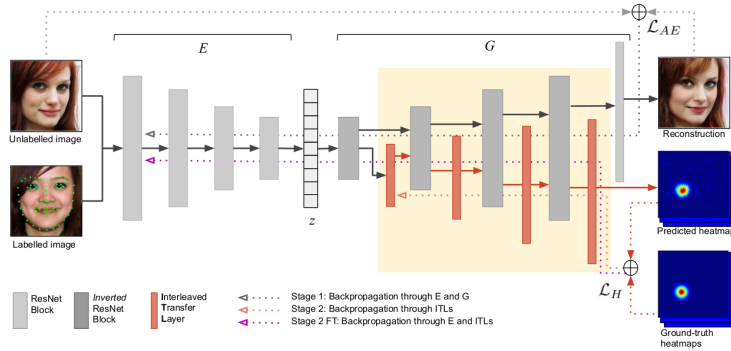 E
G
L_AE
Unlabelled image
Reconstruction
Labelled image
z
Predicted heatmap
L_H
ResNet
Block
Inverted
ResNet
Block
Interleaved
Transfer
Layer
Stage 1: Backpropagation through E and G
Stage 2: Backpropagation through ITLs
Stage 2 FT: Backpropagation through E and ITLs
Ground-truth
heatmaps